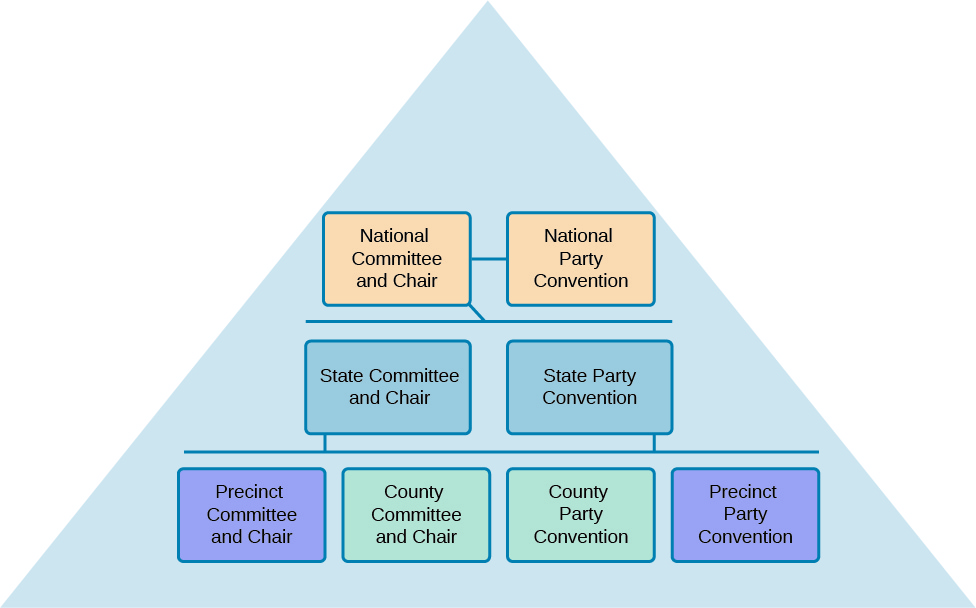 National
Committee
and Chair
National
Party
Convention
State Committee
and Chair
State Party
Convention
Precinct
Committee
and Chair
County
Committee
and Chair
County
Party
Convention
Precinct
Party
Convention